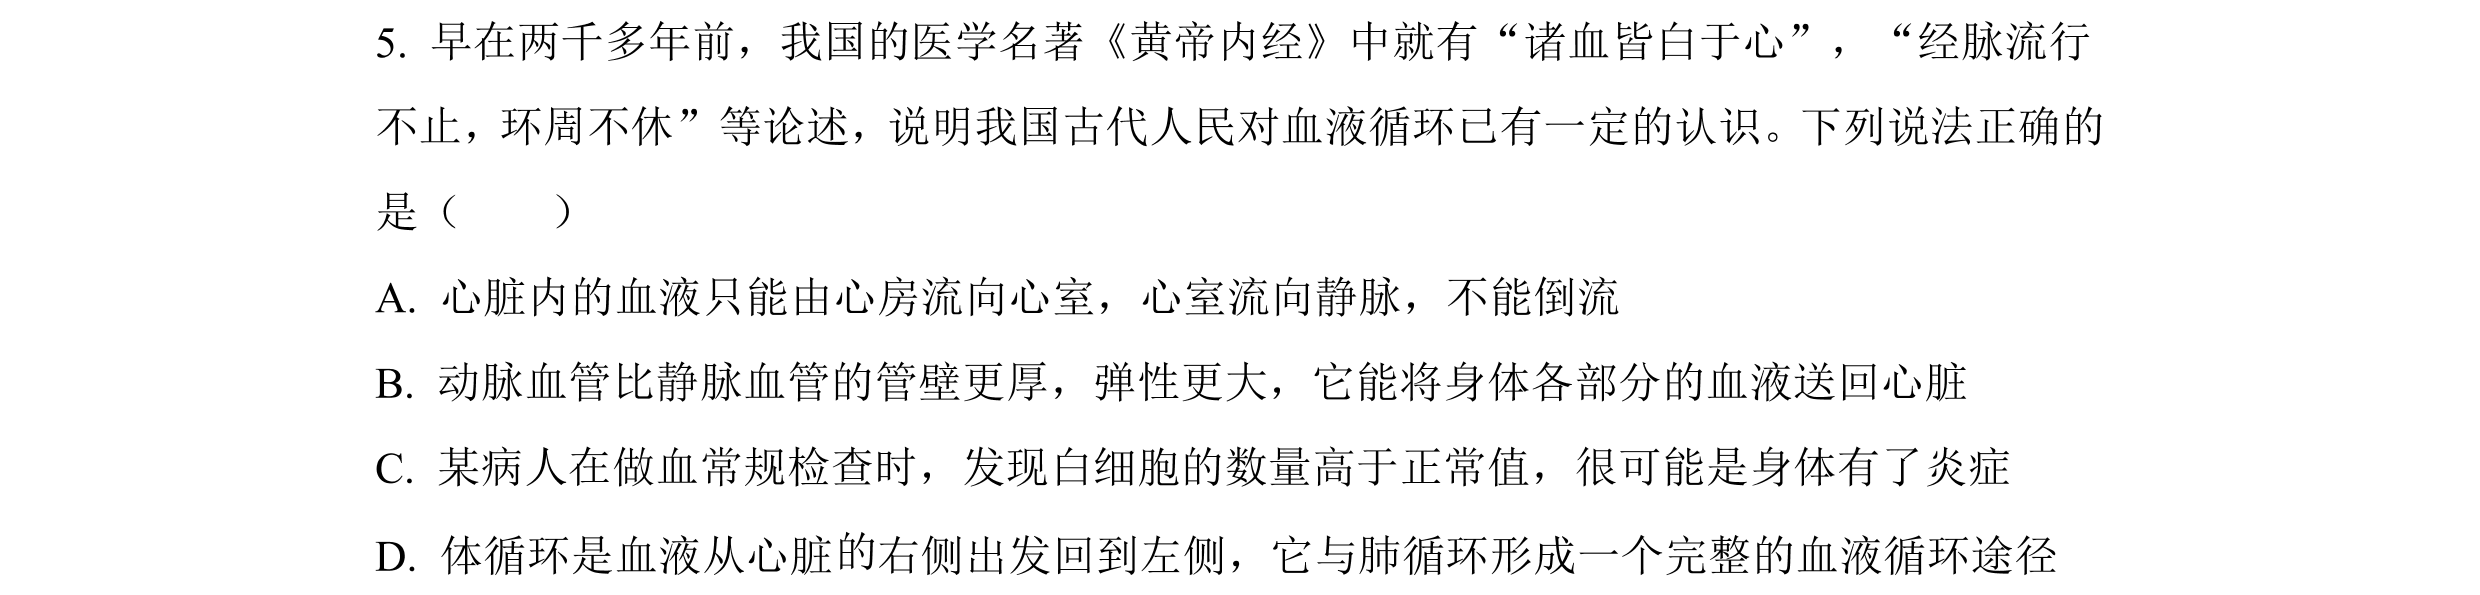 5. 早在两千多年前，我国的医学名著《黄帝内经》中就有“诸血皆白于心”，“经脉流行
不止，环周不休”等论述，说明我国古代人民对血液循环已有一定的认识。下列说法正确的
是（　　）
A. 心脏内的血液只能由心房流向心室，心室流向静脉，不能倒流
B. 动脉血管比静脉血管的管壁更厚，弹性更大，它能将身体各部分的血液送回心脏
C. 某病人在做血常规检查时，发现白细胞的数量高于正常值，很可能是身体有了炎症
D. 体循环是血液从心脏的右侧出发回到左侧，它与肺循环形成一个完整的血液循环途径